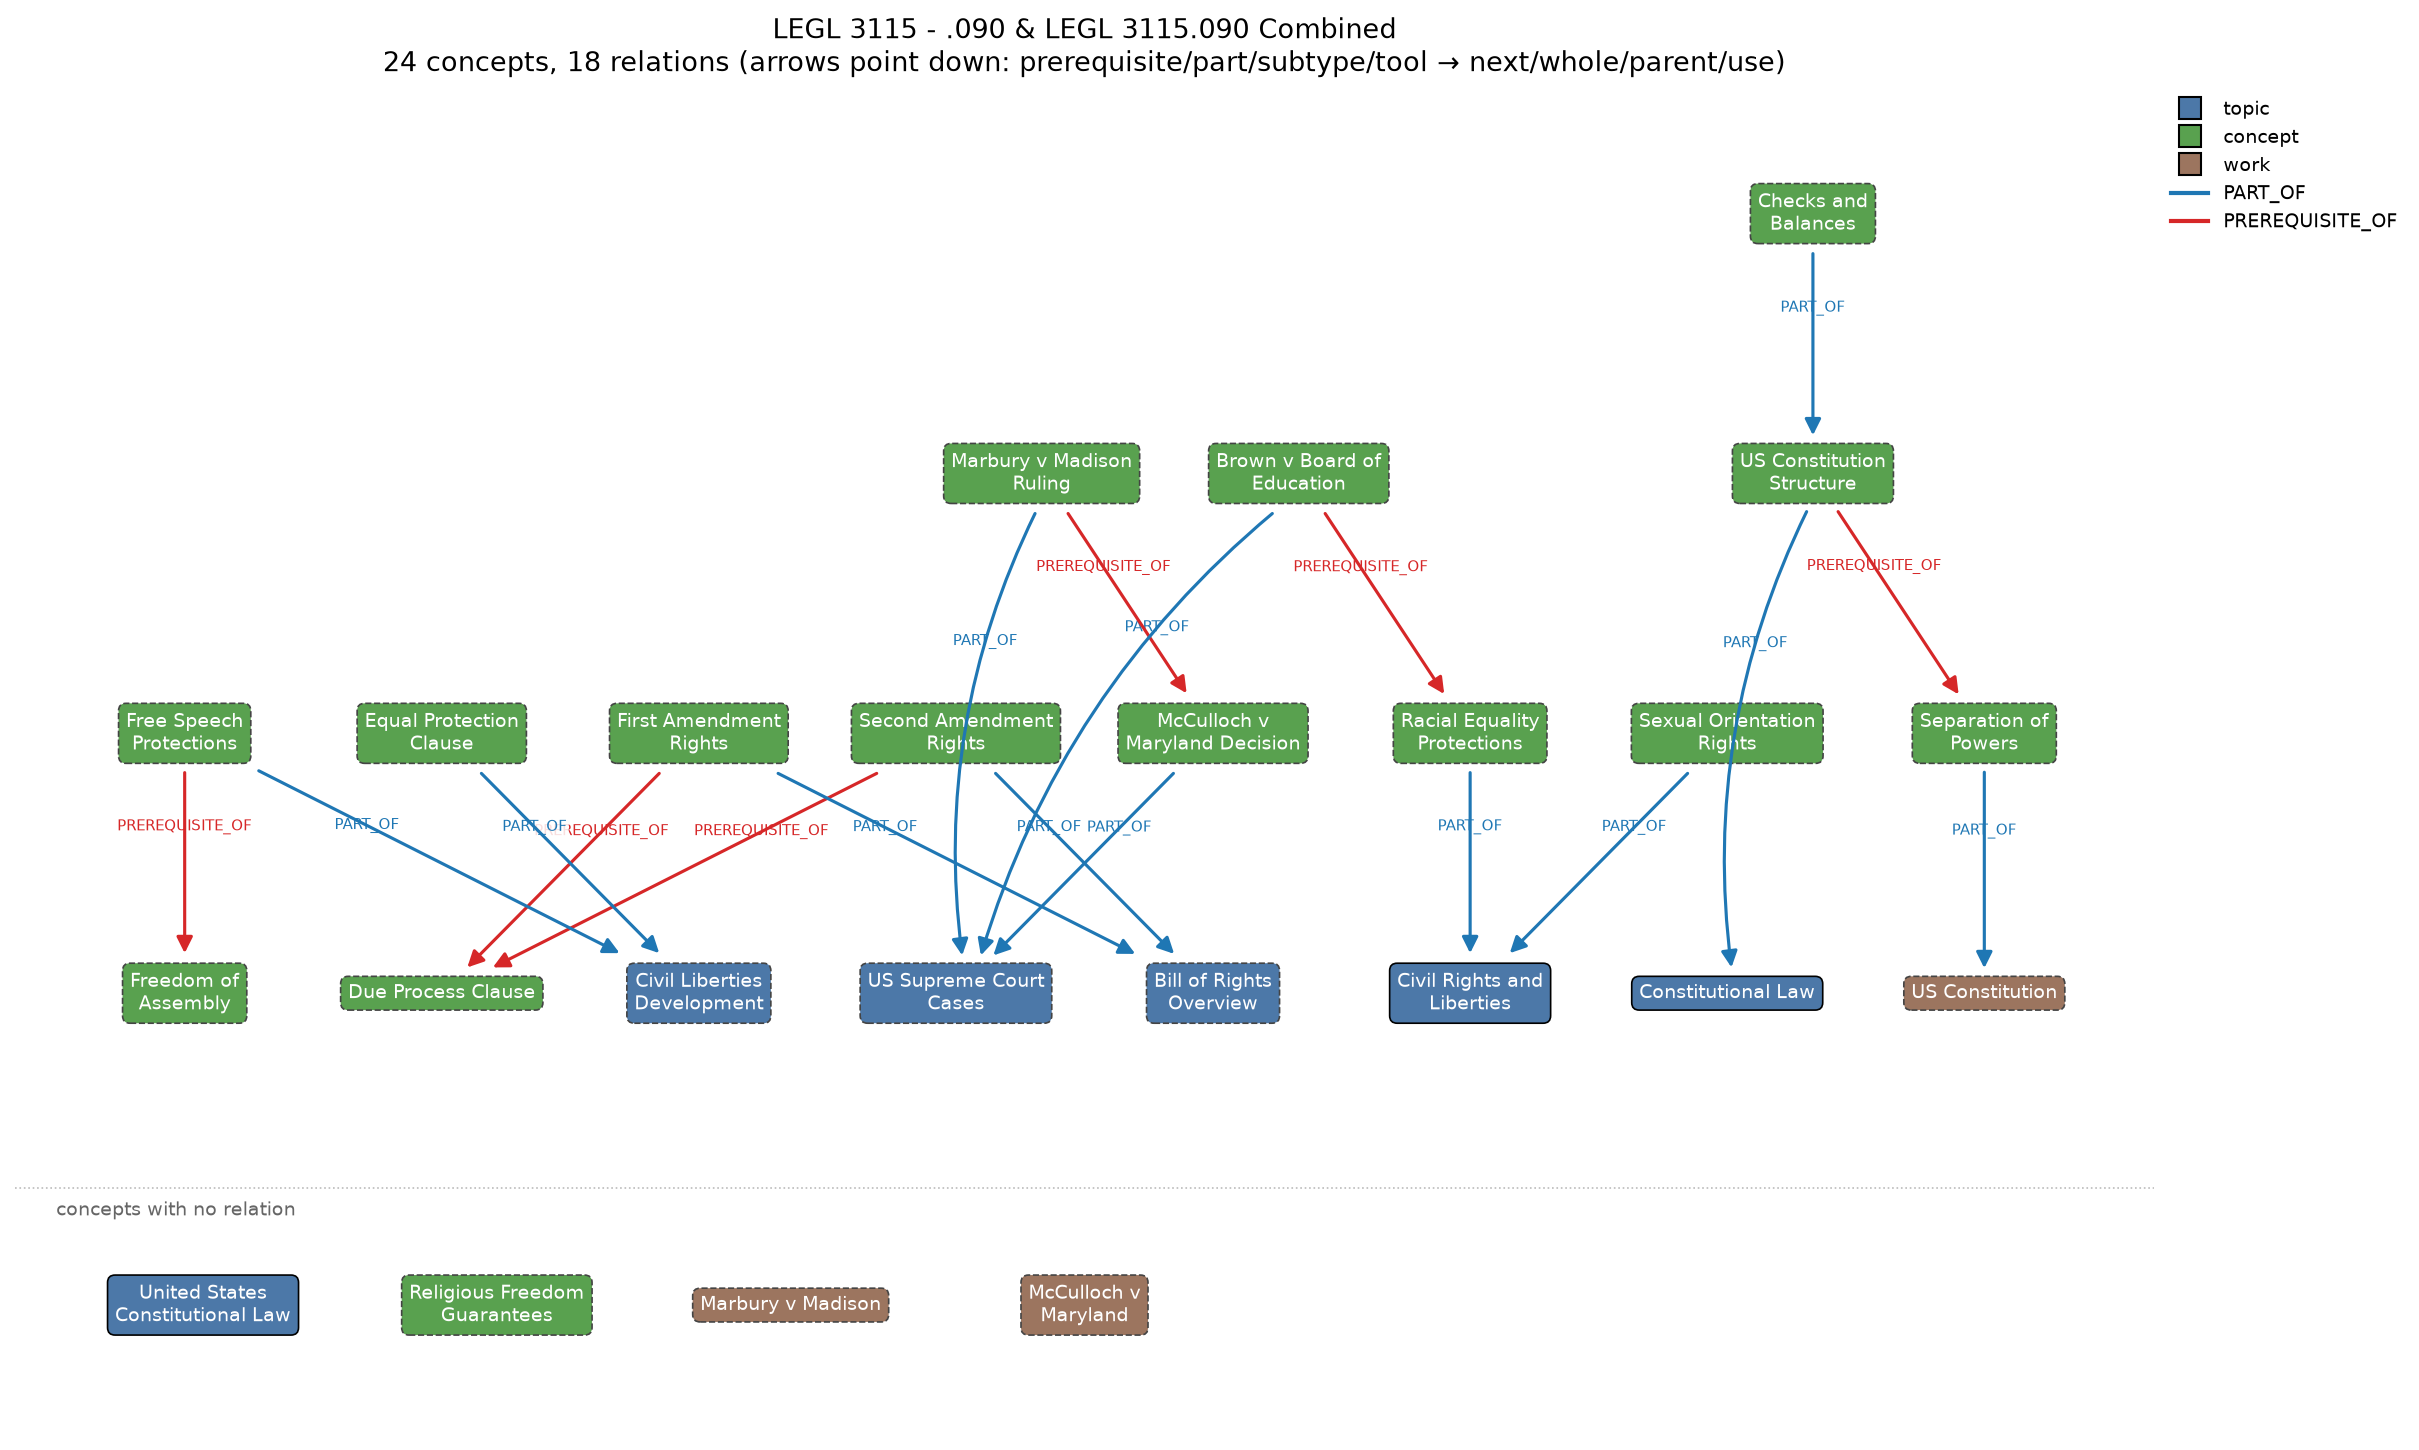 LEGL 3115 - .090 & LEGL 3115.090 Combined
24 concepts, 18 relations (arrows point down: prerequisite/part/subtype/tool → next/whole/parent/use)
topic
concept
work
PART_OF
PREREQUISITE_OF
Checks and
Balances
PART_OF
Marbury v Madison
Ruling
Brown v Board of
Education
US Constitution
Structure
PREREQUISITE_OF
PREREQUISITE_OF
PREREQUISITE_OF
PART_OF
PART_OF
PART_OF
Free Speech
Protections
Equal Protection
Clause
First Amendment
Rights
Second Amendment
Rights
McCulloch v
Maryland Decision
Racial Equality
Protections
Sexual Orientation
Rights
Separation of
Powers
PREREQUISITE_OF
PART_OF
PART_OF
PREREQUISITE_OF
PREREQUISITE_OF
PART_OF
PART_OF
PART_OF
PART_OF
PART_OF
PART_OF
Freedom of
Assembly
Due Process Clause
Civil Liberties
Development
US Supreme Court
Cases
Bill of Rights
Overview
Civil Rights and
Liberties
Constitutional Law
US Constitution
concepts with no relation
United States
Constitutional Law
Religious Freedom
Guarantees
Marbury v Madison
McCulloch v
Maryland